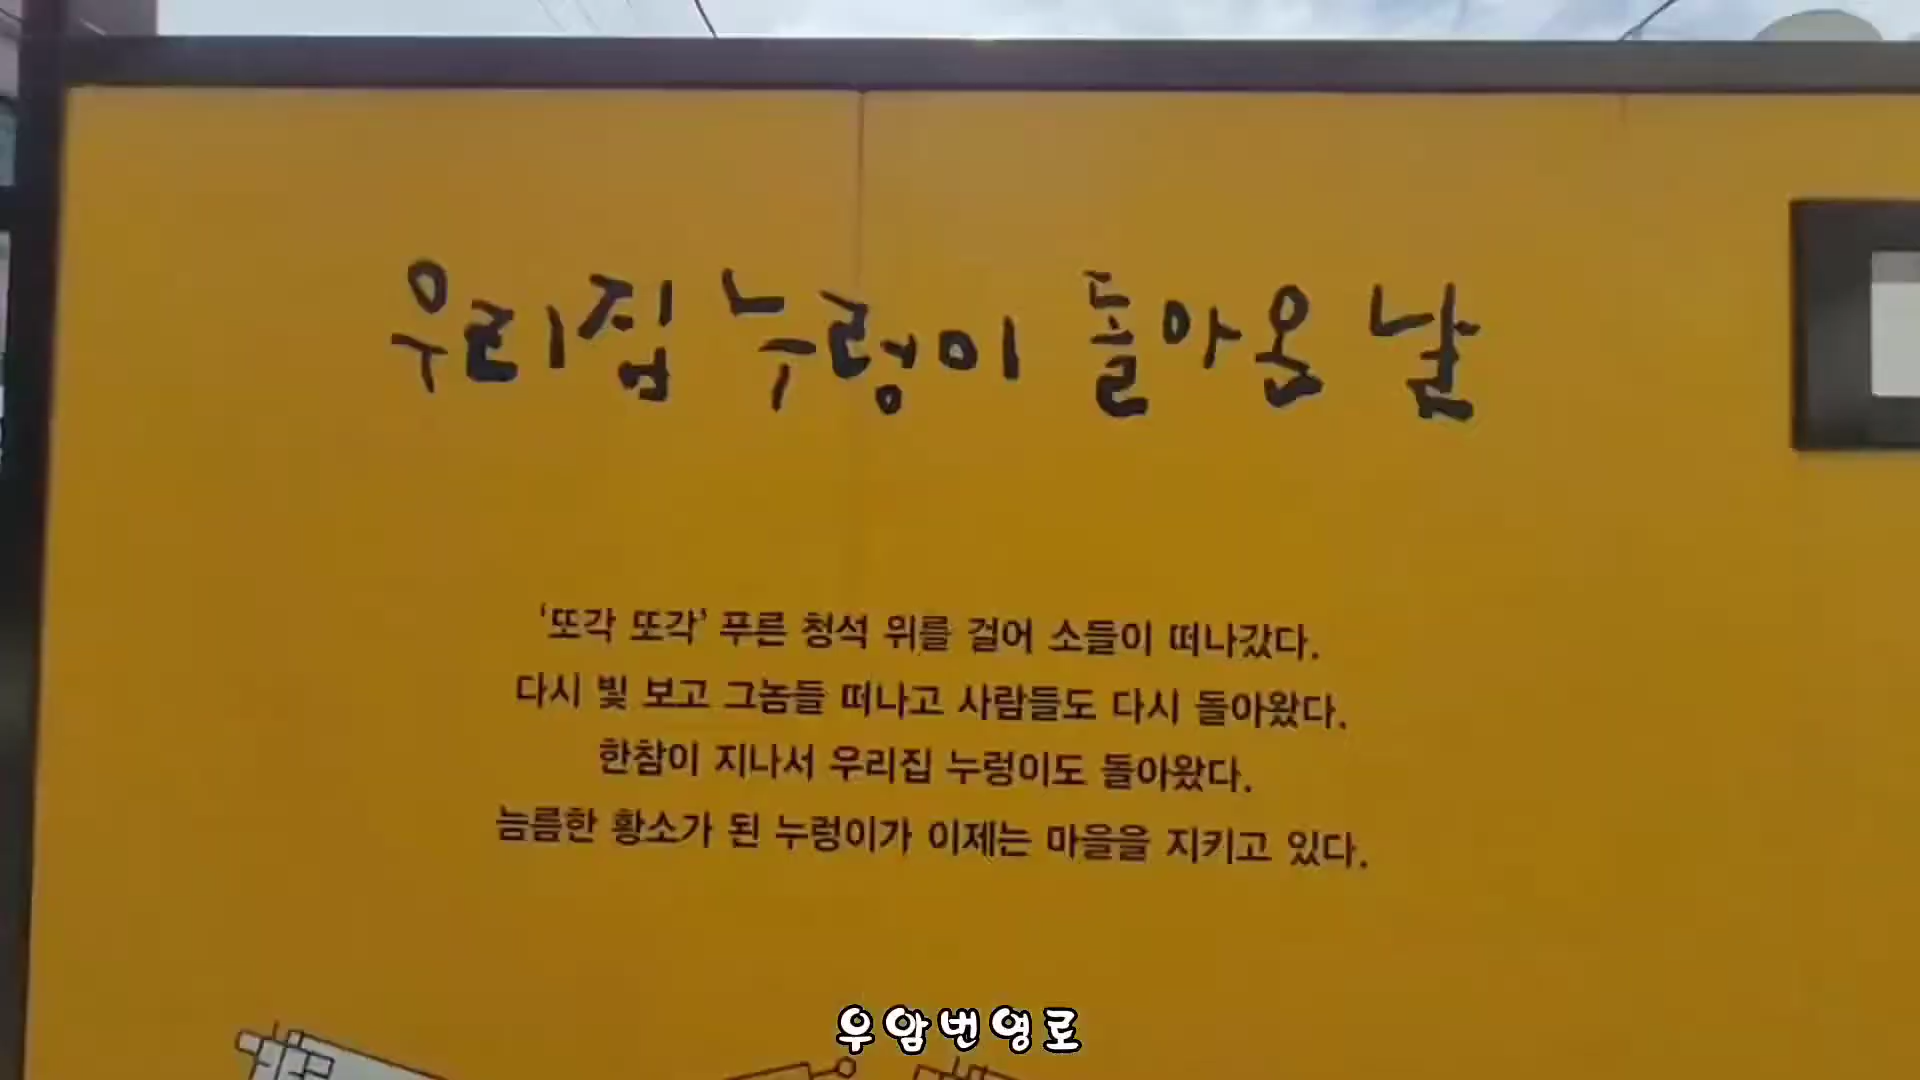 우리집 누렁이 돌아온 날
‘또각 또각’ 푸른 청석 위를 걸어 소들이 떠나갔다.
다시 빛 보고 그놈들 떠나고 사람들도 다시 돌아왔다.
한참이 지나서 우리집 누렁이도 돌아왔다.
늠름한 황소가 된 누렁이가 이제는 마을을 지키고 있다.
우암번영로